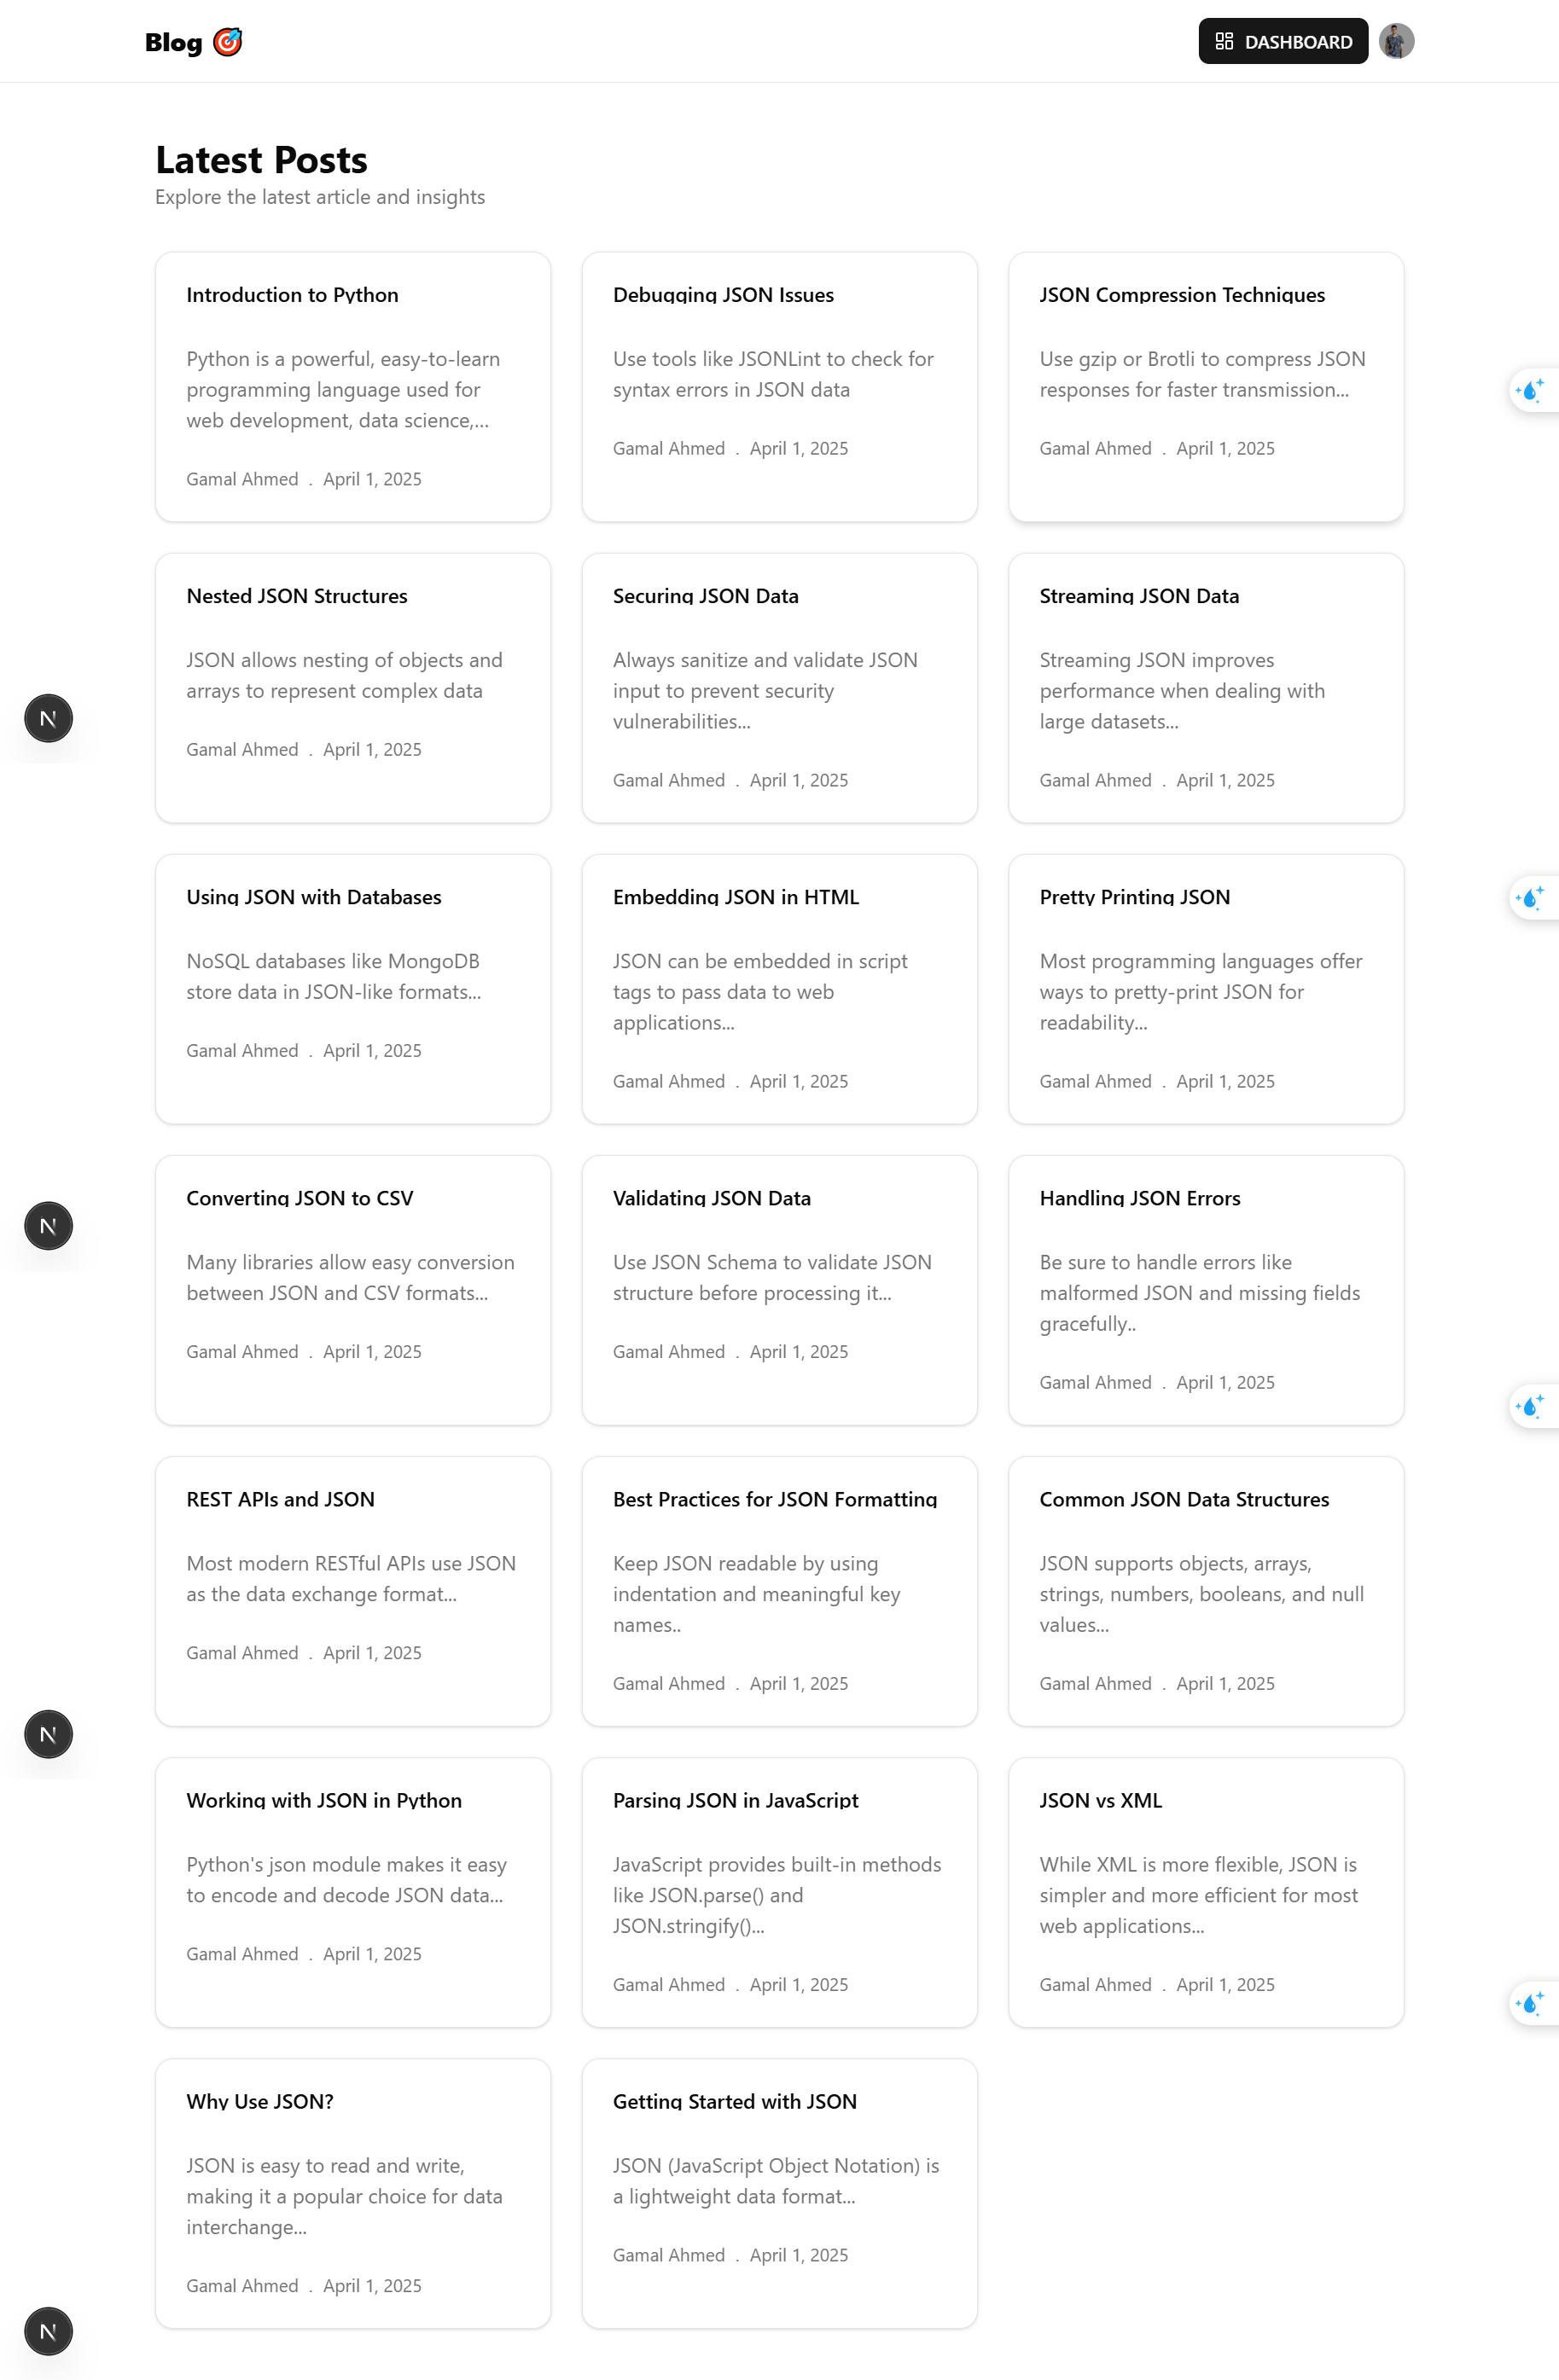 Blog
DASHBOARD
Latest Posts
Explore the latest article and insights
Introduction to Python
Python is a powerful, easy-to-learn
programming language used for
web development, data science,...
Gamal Ahmed . April 1, 2025
Debugging JSON Issues
Use tools like JSONLint to check for
syntax errors in JSON data
Gamal Ahmed . April 1, 2025
JSON Compression Techniques
Use gzip or Brotli to compress JSON
responses for faster transmission...
Gamal Ahmed . April 1, 2025
Nested JSON Structures
JSON allows nesting of objects and
arrays to represent complex data
Gamal Ahmed . April 1, 2025
Securing JSON Data
Always sanitize and validate JSON
input to prevent security
vulnerabilities...
Gamal Ahmed . April 1, 2025
Streaming JSON Data
Streaming JSON improves
performance when dealing with
large datasets...
Gamal Ahmed . April 1, 2025
Using JSON with Databases
NoSQL databases like MongoDB
store data in JSON-like formats...
Gamal Ahmed . April 1, 2025
Embedding JSON in HTML
JSON can be embedded in script
tags to pass data to web
applications...
Gamal Ahmed . April 1, 2025
Pretty Printing JSON
Most programming languages offer
ways to pretty-print JSON for
readability...
Gamal Ahmed . April 1, 2025
Converting JSON to CSV
Many libraries allow easy conversion
between JSON and CSV formats...
Gamal Ahmed . April 1, 2025
Validating JSON Data
Use JSON Schema to validate JSON
structure before processing it...
Gamal Ahmed . April 1, 2025
Handling JSON Errors
Be sure to handle errors like
malformed JSON and missing fields
gracefully..
Gamal Ahmed . April 1, 2025
REST APIs and JSON
Most modern RESTful APIs use JSON
as the data exchange format...
Gamal Ahmed . April 1, 2025
Best Practices for JSON Formatting
Keep JSON readable by using
indentation and meaningful key
names..
Gamal Ahmed . April 1, 2025
Common JSON Data Structures
JSON supports objects, arrays,
strings, numbers, booleans, and null
values...
Gamal Ahmed . April 1, 2025
Working with JSON in Python
Python's json module makes it easy
to encode and decode JSON data...
Gamal Ahmed . April 1, 2025
Parsing JSON in JavaScript
JavaScript provides built-in methods
like JSON.parse() and
JSON.stringify()...
Gamal Ahmed . April 1, 2025
JSON vs XML
While XML is more flexible, JSON is
simpler and more efficient for most
web applications...
Gamal Ahmed . April 1, 2025
Why Use JSON?
JSON is easy to read and write,
making it a popular choice for data
interchange...
Gamal Ahmed . April 1, 2025
Getting Started with JSON
JSON (JavaScript Object Notation) is
a lightweight data format...
Gamal Ahmed . April 1, 2025
N
N
N
N